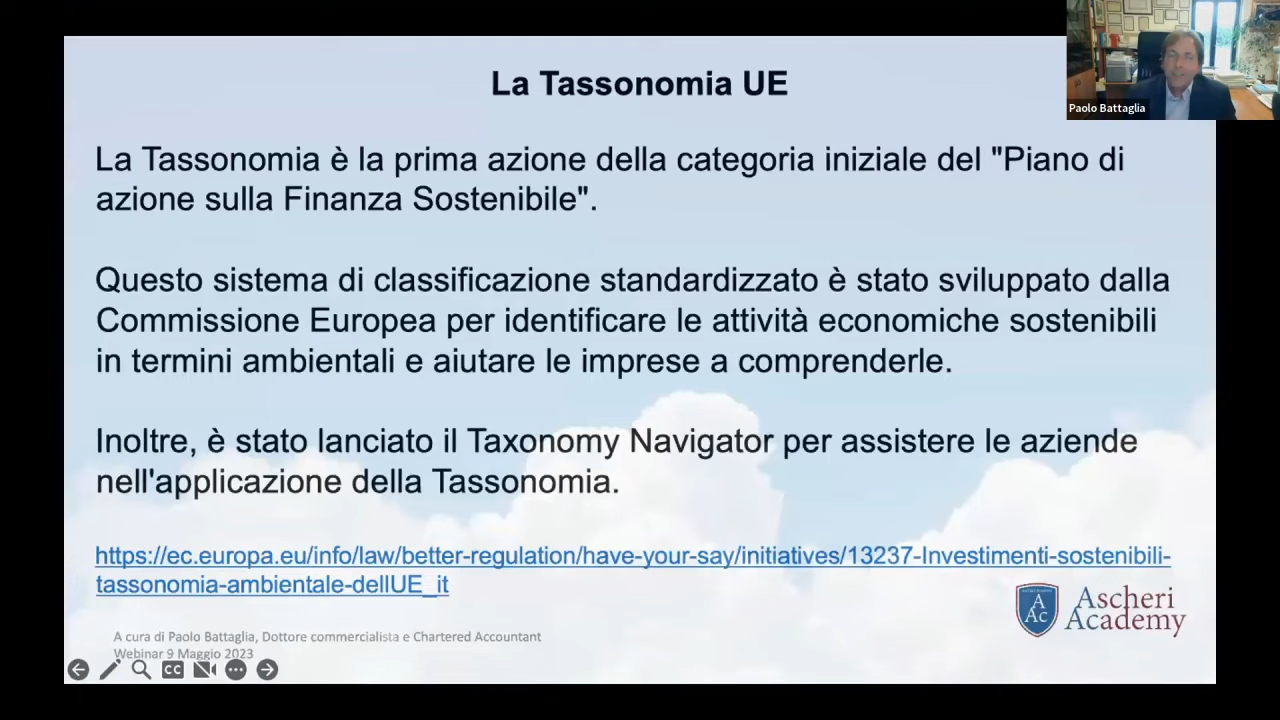 La Tassonomia UE
Paolo Battaglia
La Tassonomia è la prima azione della categoria iniziale del "Piano di
azione sulla Finanza Sostenibile".
Questo sistema di classificazione standardizzato è stato sviluppato dalla
Commissione Europea per identificare le attività economiche sostenibili
in termini ambientali e aiutare le imprese a comprenderle.
Inoltre, è stato lanciato il Taxonomy Navigator per assistere le aziende
nell'applicazione della Tassonomia.
https://ec.europa.eu/info/law/better-regulation/have-your-say/initiatives/13237-Investimenti-sostenibili-
tassonomia-ambientale-dellUE_it
A Ac
Ascheri
Academy
A cura di Paolo Battaglia, Dottore commercialista e Chartered Accountant
Webinar 9 Maggio 2023
CC